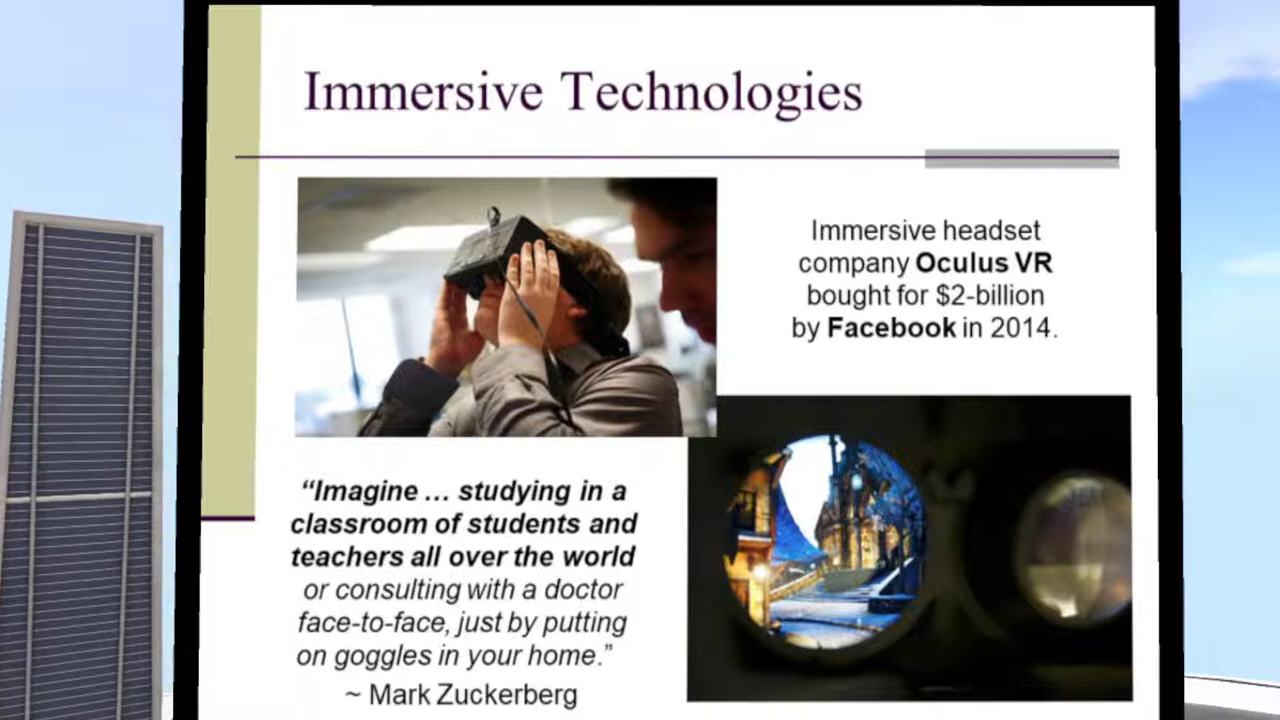 Immersive Technologies
Immersive headset
company Oculus VR
bought for $2-billion
by Facebook in 2014.
“Imagine ... studying in a
classroom of students and
teachers all over the world
or consulting with a doctor
face-to-face, just by putting
on goggles in your home.”
~ Mark Zuckerberg